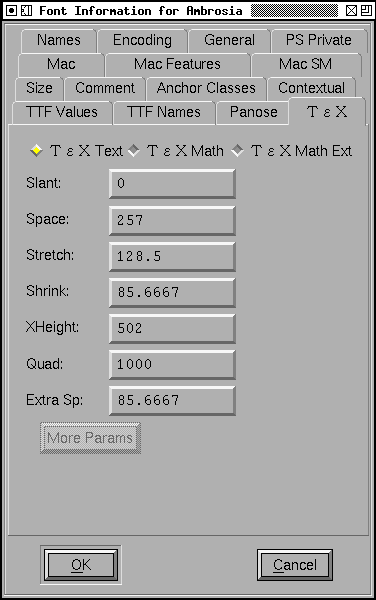 Font Information for Ambrosia
Names Encoding General PS Private
Mac Mac Features Mac SM
Size Comment Anchor Classes Contextual
TTF Values TTF Names Panose Τ ε Χ
Τ ε Χ Text Τ ε Χ Math Τ ε Χ Math Ext
Slant: 0
Space: 257
Stretch: 128.5
Shrink: 85.6667
XHeight: 502
Quad: 1000
Extra Sp: 85.6667
More Params
OK Cancel